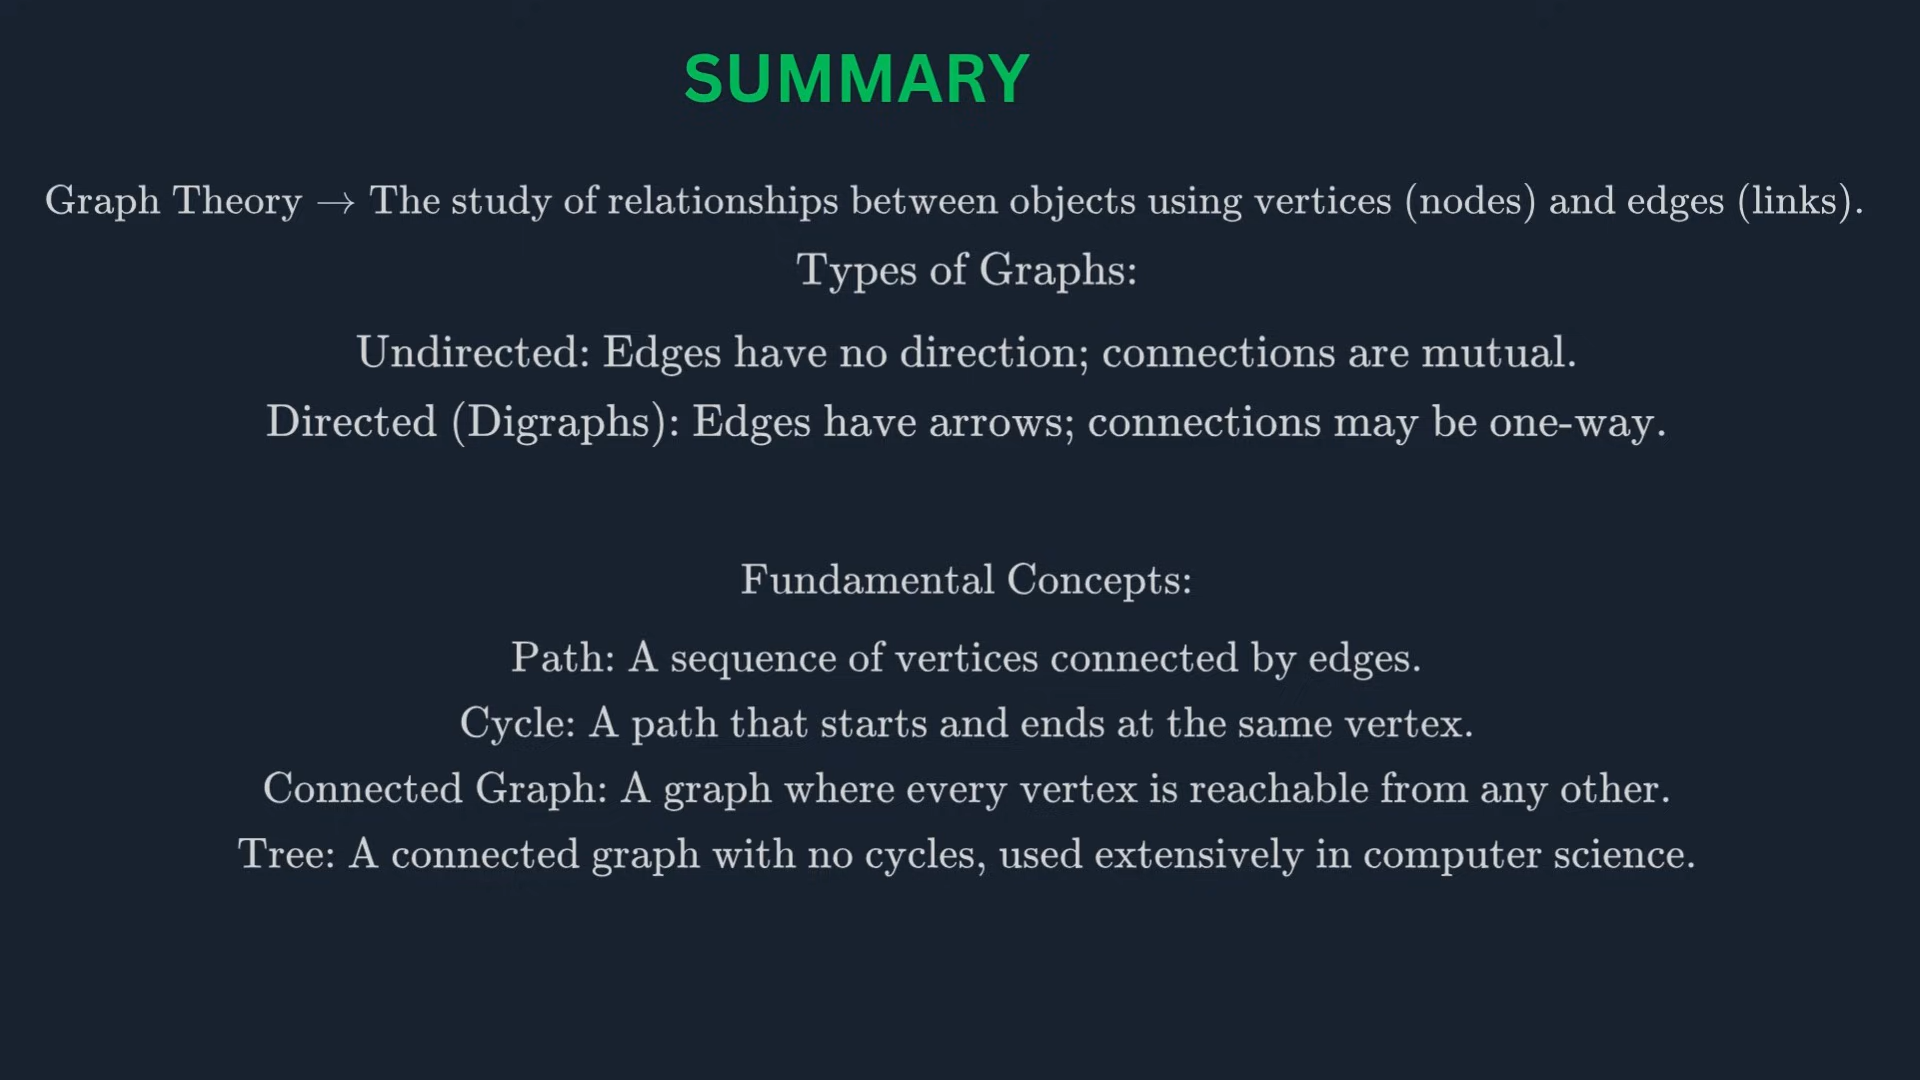 SUMMARY
Graph Theory → The study of relationships between objects using vertices (nodes) and edges (links).
Types of Graphs:
Undirected: Edges have no direction; connections are mutual.
Directed (Digraphs): Edges have arrows; connections may be one-way.
Fundamental Concepts:
Path: A sequence of vertices connected by edges.
Cycle: A path that starts and ends at the same vertex.
Connected Graph: A graph where every vertex is reachable from any other.
Tree: A connected graph with no cycles, used extensively in computer science.